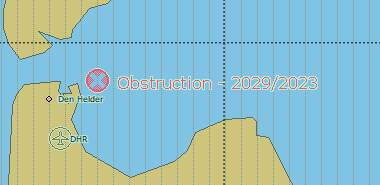 Obstruction - 2029/2023
Den Helder
DHR